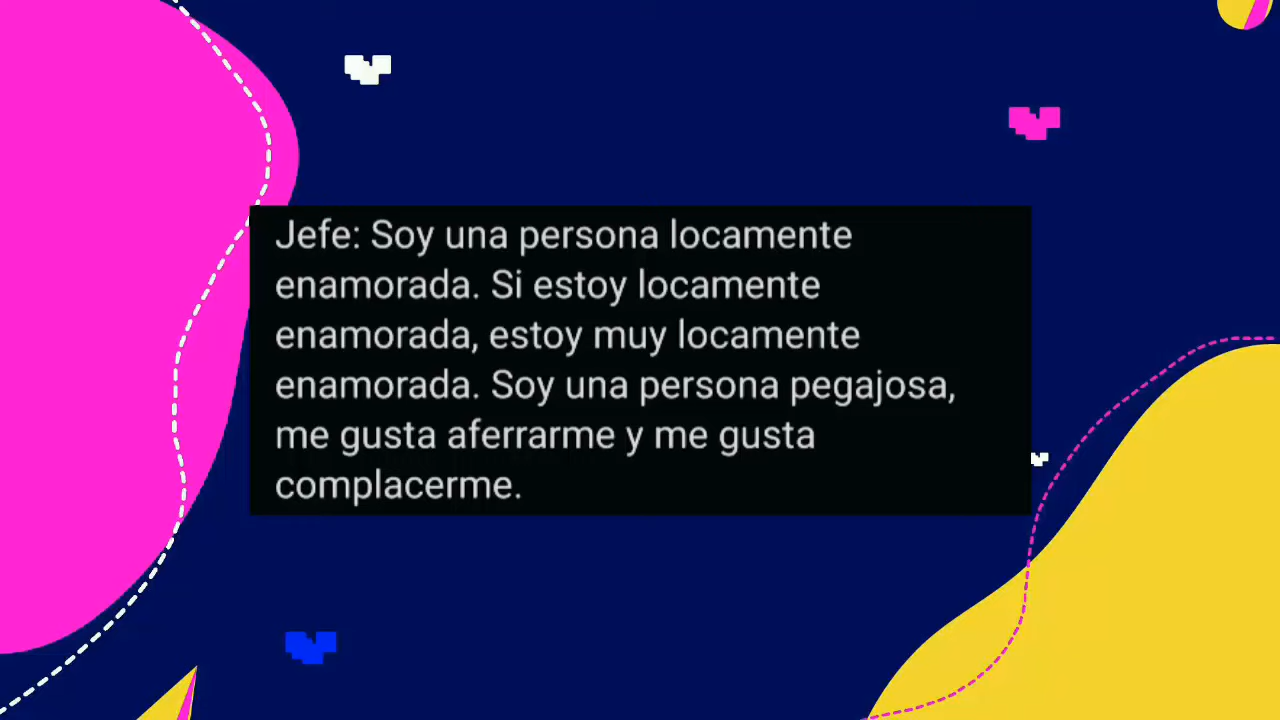 Jefe: Soy una persona locamente
enamorada. Si estoy locamente
enamorada, estoy muy locamente
enamorada. Soy una persona pegajosa,
me gusta aferrarme y me gusta
complacerme.